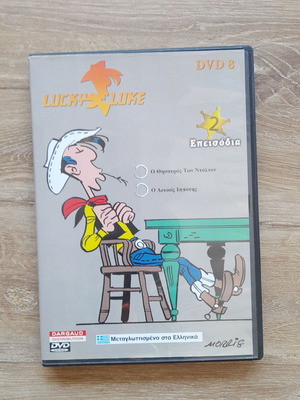 DVD 8
LUCKY LUKE
2
Επεισόδια
Ο Θησαυρός Των Ντάλτον
Ο Λευκός Ιππότης
DARGAUD
DVD
Μεταγλωττισμένο στα Ελληνικά
MORRIS